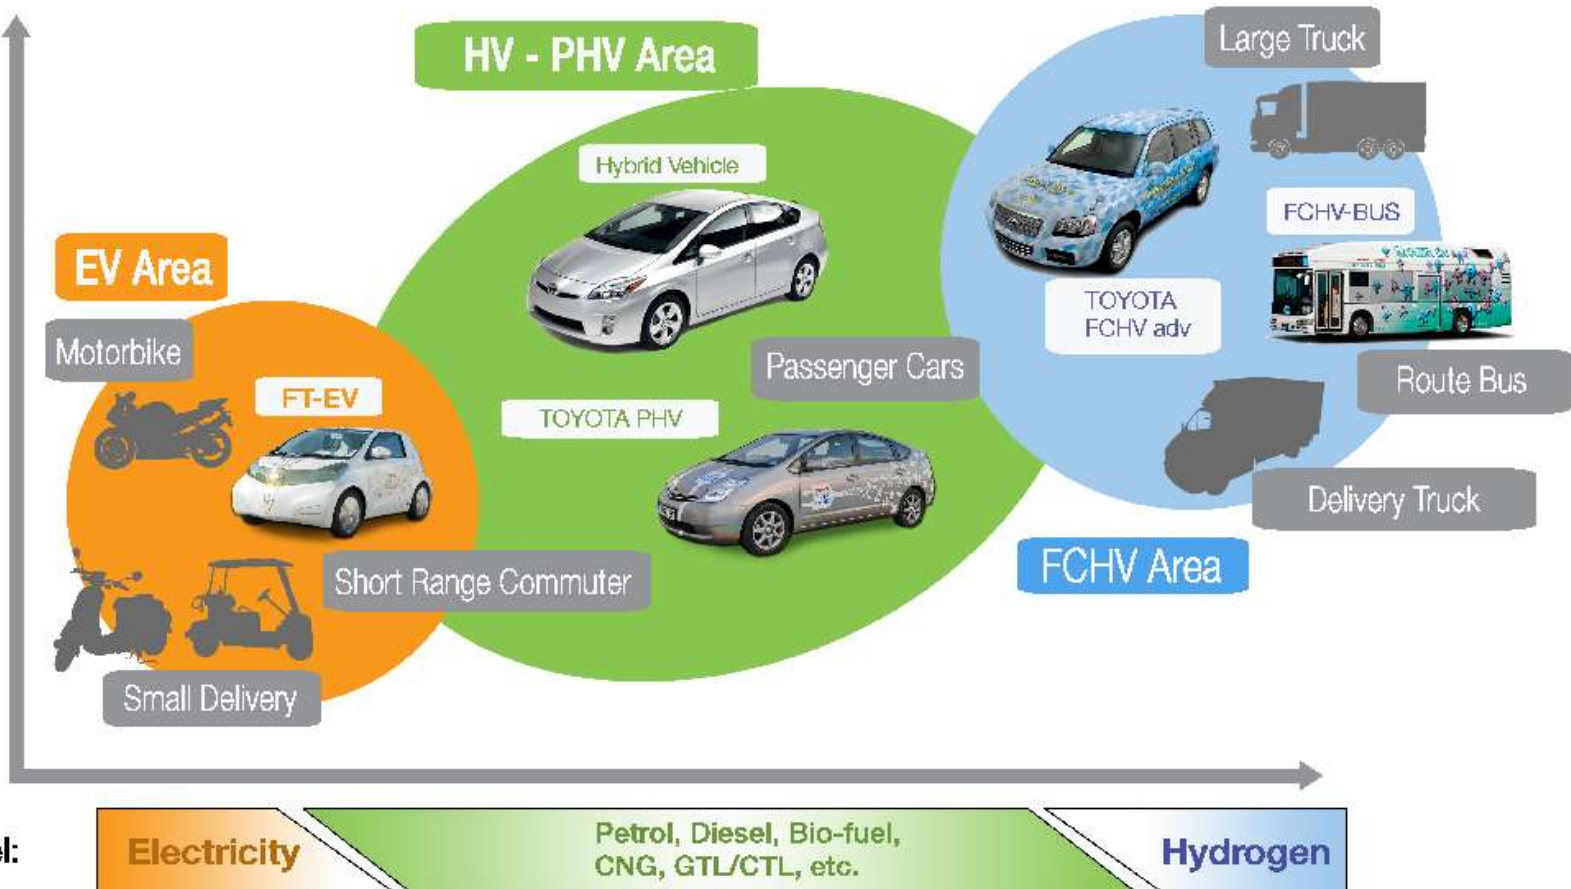 Large Truck
HV - PHV Area
Hybrid Vehicle
FCHV-BUS
EV Area
TOYOTA
FCHV adv
Motorbike
Passenger Cars
Route Bus
FT-EV
TOYOTA PHV
Delivery Truck
Short Range Commuter
FCHV Area
Small Delivery
Electricity
Petrol, Diesel, Bio-fuel,
CNG, GTL/CTL, etc.
Hydrogen